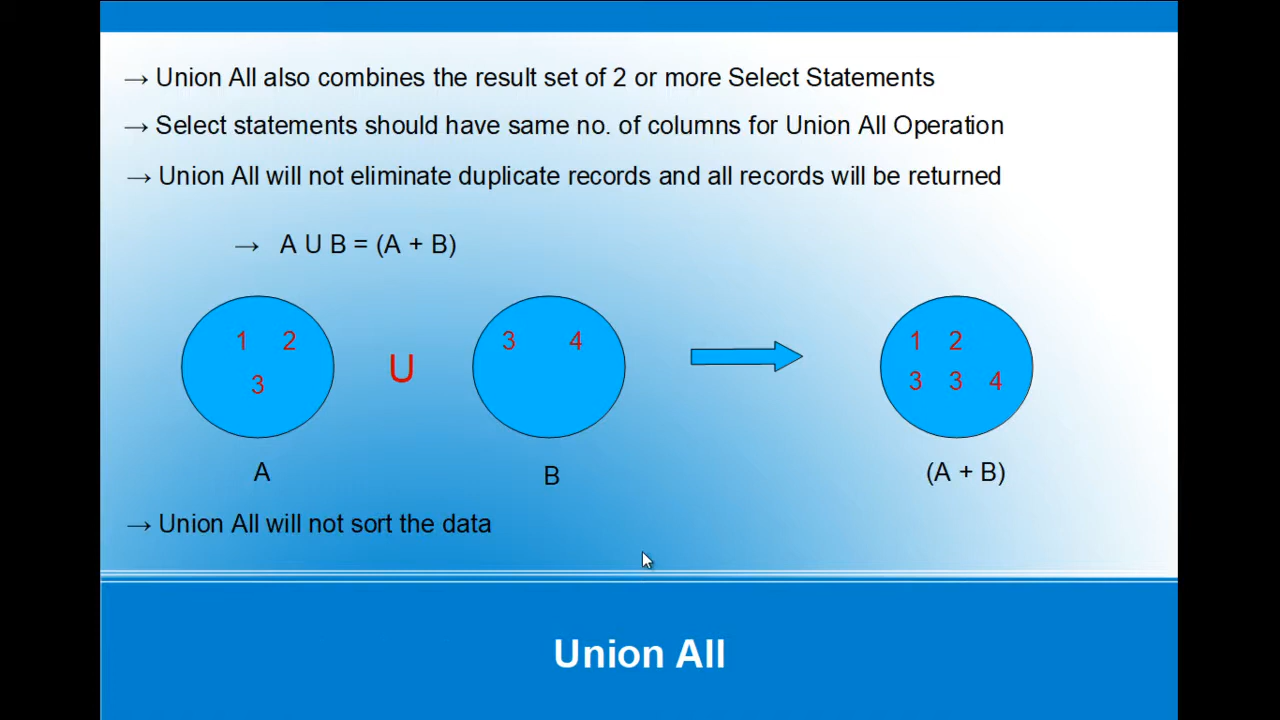 → Union All also combines the result set of 2 or more Select Statements
→ Select statements should have same no. of columns for Union All Operation
→ Union All will not eliminate duplicate records and all records will be returned
→ A U B = (A + B)
1 2 3 4 1 2
3 U 3 3 4
A B (A + B)
→ Union All will not sort the data
Union All